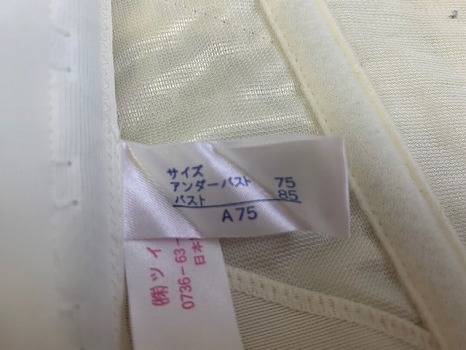 サイズ
アンダーバスト 75
バスト 85
A75
㈱ツイ
0736-63-
日本